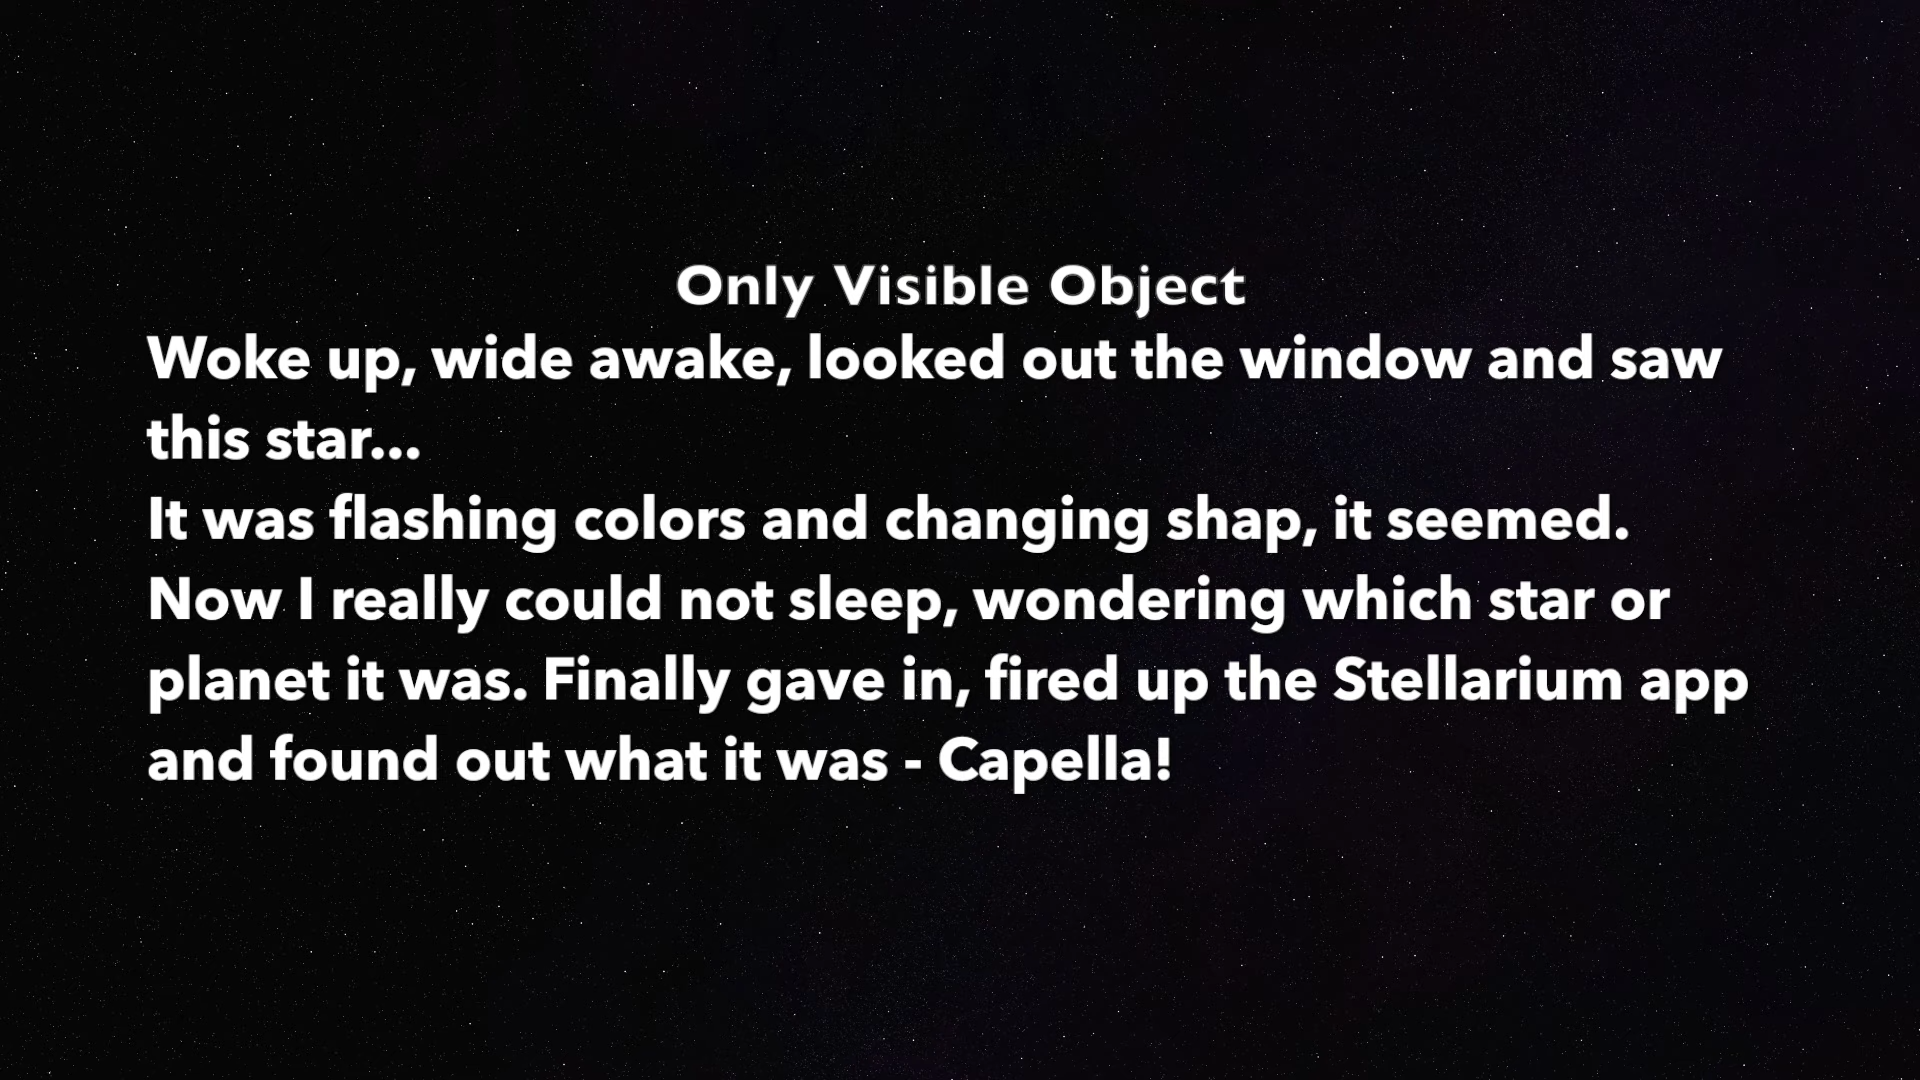 Only Visible Object
Woke up, wide awake, looked out the window and saw
this star...
It was flashing colors and changing shap, it seemed.
Now I really could not sleep, wondering which star or
planet it was. Finally gave in, fired up the Stellarium app
and found out what it was - Capella!